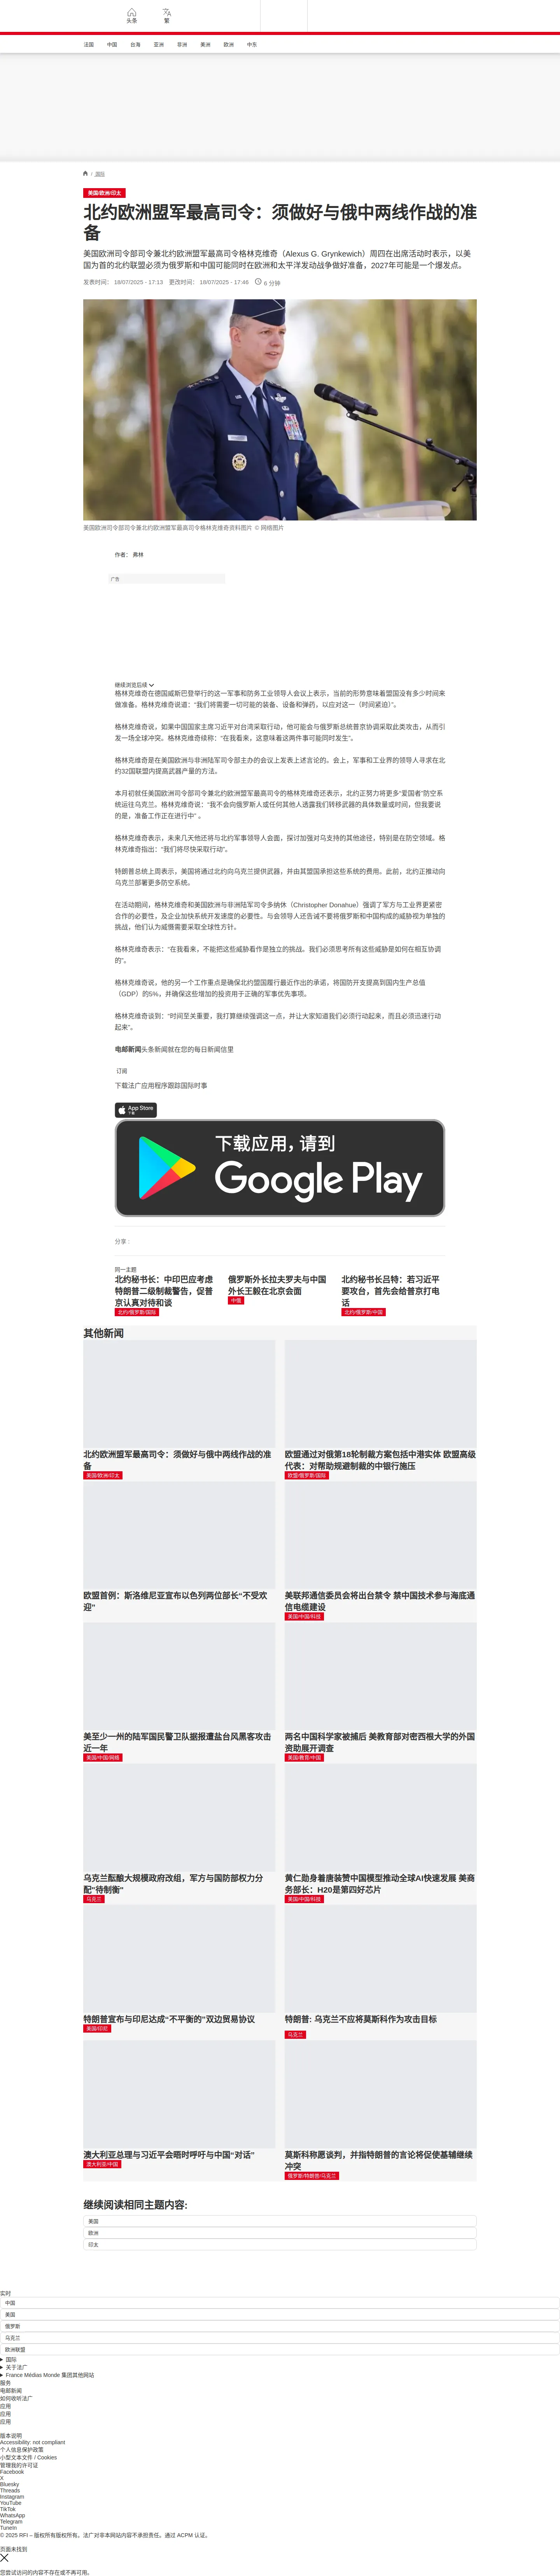 头条
繁
法国
中国
台海
亚洲
非洲
美洲
欧洲
中东
/ 国际
美国/欧洲/印太
北约欧洲盟军最高司令：须做好与俄中两线作战的准
备
美国欧洲司令部司令兼北约欧洲盟军最高司令格林克维奇（Alexus G. Grynkewich）周四在出席活动时表示，以美
国为首的北约联盟必须为俄罗斯和中国可能同时在欧洲和太平洋发动战争做好准备，2027年可能是一个爆发点。
发表时间： 18/07/2025 - 17:13 更改时间： 18/07/2025 - 17:46 6 分钟
美国欧洲司令部司令兼北约欧洲盟军最高司令格林克维奇资料图片 © 网络图片
作者： 弗林
广告
继续浏览后续
格林克维奇在德国威斯巴登举行的这一军事和防务工业领导人会议上表示，当前的形势意味着盟国没有多少时间来
做准备。格林克维奇说道：“我们将需要一切可能的装备、设备和弹药，以应对这一（时间紧迫）”。
格林克维奇说，如果中国国家主席习近平对台湾采取行动，他可能会与俄罗斯总统普京协调采取此类攻击，从而引
发一场全球冲突。格林克维奇续称：“在我看来，这意味着这两件事可能同时发生”。
格林克维奇是在美国欧洲与非洲陆军司令部主办的会议上发表上述言论的。会上，军事和工业界的领导人寻求在北
约32国联盟内提高武器产量的方法。
本月初就任美国欧洲司令部司令兼北约欧洲盟军最高司令的格林克维奇还表示，北约正努力将更多“爱国者”防空系
统运往乌克兰。格林克维奇说：“我不会向俄罗斯人或任何其他人透露我们转移武器的具体数量或时间，但我要说
的是，准备工作正在进行中” 。
格林克维奇表示，未来几天他还将与北约军事领导人会面，探讨加强对乌支持的其他途径，特别是在防空领域。格
林克维奇指出：“我们将尽快采取行动”。
特朗普总统上周表示，美国将通过北约向乌克兰提供武器，并由其盟国承担这些系统的费用。此前，北约正推动向
乌克兰部署更多防空系统。
在活动期间，格林克维奇和美国欧洲与非洲陆军司令多纳休（Christopher Donahue）强调了军方与工业界更紧密
合作的必要性，及企业加快系统开发速度的必要性。与会领导人还告诫不要将俄罗斯和中国构成的威胁视为单独的
挑战，他们认为威慑需要采取全球性方针。
格林克维奇表示：“在我看来，不能把这些威胁看作是独立的挑战。我们必须思考所有这些威胁是如何在相互协调
的”。
格林克维奇说，他的另一个工作重点是确保北约盟国履行最近作出的承诺，将国防开支提高到国内生产总值
（GDP）的5%，并确保这些增加的投资用于正确的军事优先事项。
格林克维奇谈到：“时间至关重要，我打算继续强调这一点，并让大家知道我们必须行动起来，而且必须迅速行动
起来”。
电邮新闻头条新闻就在您的每日新闻信里
订阅
下载法广应用程序跟踪国际时事
App Store
下载
下载应用，请到
Google Play
分享 :
同一主题
北约秘书长：中印巴应考虑
特朗普二级制裁警告，促普
京认真对待和谈
北约/俄罗斯/国际
俄罗斯外长拉夫罗夫与中国
外长王毅在北京会面
中俄
北约秘书长吕特：若习近平
要攻台，首先会给普京打电
话
北约/俄罗斯/中国
其他新闻
北约欧洲盟军最高司令：须做好与俄中两线作战的准
备
美国/欧洲/印太
欧盟通过对俄第18轮制裁方案包括中港实体 欧盟高级
代表：对帮助规避制裁的中银行施压
欧盟/俄罗斯/国际
欧盟首例：斯洛维尼亚宣布以色列两位部长“不受欢
迎”
美联邦通信委员会将出台禁令 禁中国技术参与海底通
信电缆建设
美国/中国/科技
美至少一州的陆军国民警卫队据报遭盐台风黑客攻击
近一年
美国/中国/网络
两名中国科学家被捕后 美教育部对密西根大学的外国
资助展开调查
美国/教育/中国
乌克兰酝酿大规模政府改组，军方与国防部权力分
配"待制衡"
乌克兰
黄仁勋身着唐装赞中国模型推动全球AI快速发展 美商
务部长：H20是第四好芯片
美国/中国/科技
特朗普宣布与印尼达成“不平衡的”双边贸易协议
美国/印尼
特朗普: 乌克兰不应将莫斯科作为攻击目标
乌克兰
澳大利亚总理与习近平会晤时呼吁与中国“对话”
澳大利亚/中国
莫斯科称愿谈判，并指特朗普的言论将促使基辅继续
冲突
俄罗斯/特朗普/乌克兰
继续阅读相同主题内容:
美国
欧洲
印太
实时
中国
美国
俄罗斯
乌克兰
欧洲联盟
国际
关于法广
France Médias Monde 集团其他网站
服务
电邮新闻
如何收听法广
应用
应用
应用
版本说明
Accessibility: not compliant
个人信息保护政策
小型文本文件 / Cookies
管理我的许可证
Facebook
X
Bluesky
Threads
Instagram
YouTube
TikTok
WhatsApp
Telegram
TuneIn
© 2025 RFI – 版权所有版权所有。法广对非本网站内容不承担责任。通过 ACPM 认证。
页面未找到
您尝试访问的内容不存在或不再可用。